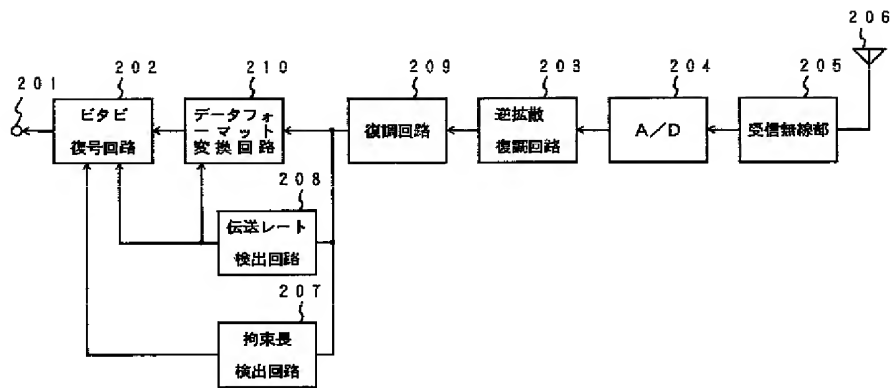 206
201
202
210
209
203
204
205
ビタビ
復号回路
データフォ
ーマット
変換回路
復調回路
逆拡散
復調回路
A/D
受信無線部
208
伝送レート
検出回路
207
拘束長
検出回路